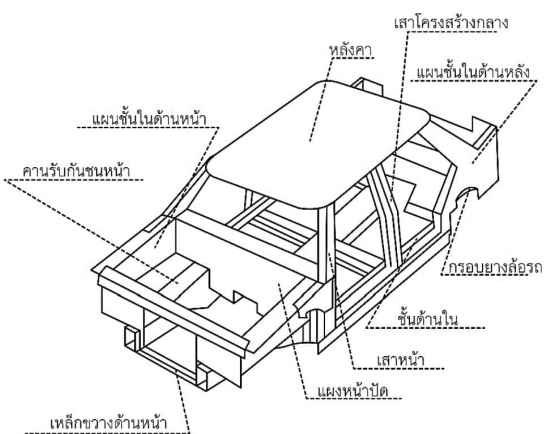 เสาโครงสร้างกลาง
หลังคา
แผนชั้นในด้านหลัง
แผนชั้นในด้านหน้า
คานรับกันชนหน้า
กรอบยางล้อรถ
ชั้นด้านใน
เสาหน้า
แผงหน้าปัด
เหล็กขวางด้านหน้า